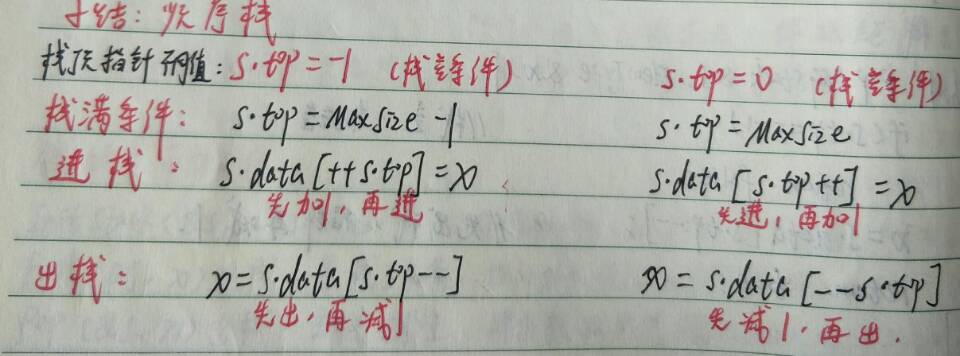 小结：顺序栈
栈顶指针初值：s.top=-1 (栈空条件) s.top=0 (栈空条件)
栈满条件： s.top=MaxSize-1 s.top=MaxSize
进栈： s.data[++s.top]=x s.data[s.top++]=x
先加1，再进 先进，再加1
出栈： x=s.data[s.top--] x=s.data[--s.top]
先出，再减1 先减1，再出.